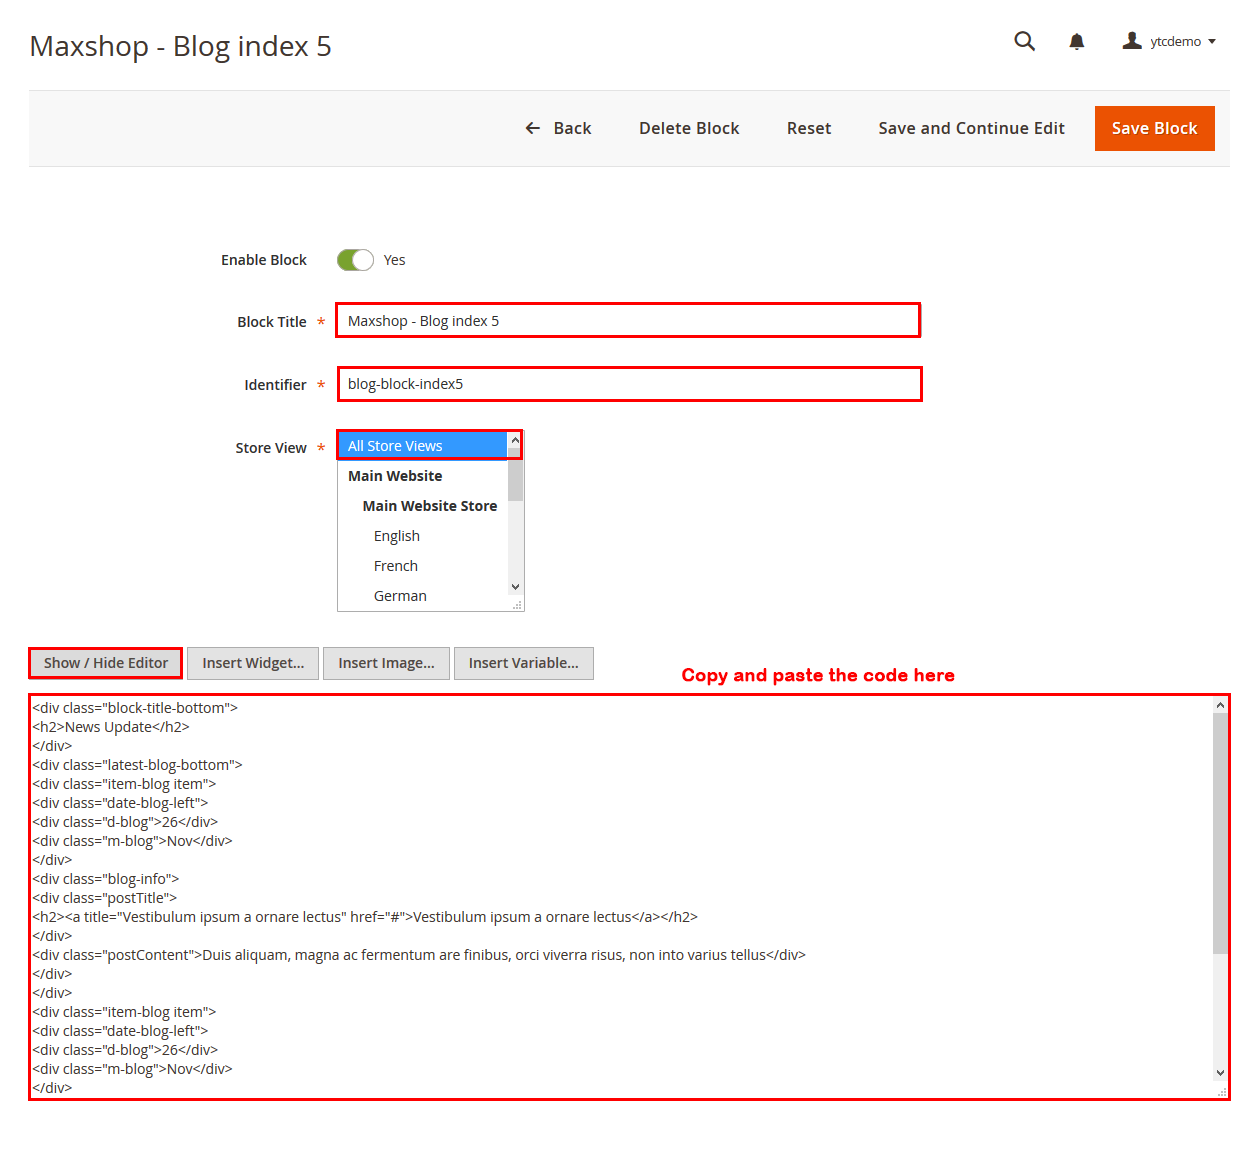 Maxshop - Blog index 5
ytcdemo
Back
Delete Block
Reset
Save and Continue Edit
Save Block
Enable Block
Yes
Block Title *
Maxshop - Blog index 5
Identifier *
blog-block-index5
Store View *
All Store Views
Main Website
Main Website Store
English
French
German
Show / Hide Editor
Insert Widget...
Insert Image...
Insert Variable...
Copy and paste the code here
<div class="block-title-bottom">
<h2>News Update</h2>
</div>
<div class="latest-blog-bottom">
<div class="item-blog item">
<div class="date-blog-left">
<div class="d-blog">26</div>
<div class="m-blog">Nov</div>
</div>
<div class="blog-info">
<div class="postTitle">
<h2><a title="Vestibulum ipsum a ornare lectus" href="#">Vestibulum ipsum a ornare lectus</a></h2>
</div>
<div class="postContent">Duis aliquam, magna ac fermentum are finibus, orci viverra risus, non into varius tellus</div>
</div>
</div>
<div class="item-blog item">
<div class="date-blog-left">
<div class="d-blog">26</div>
<div class="m-blog">Nov</div>
</div>